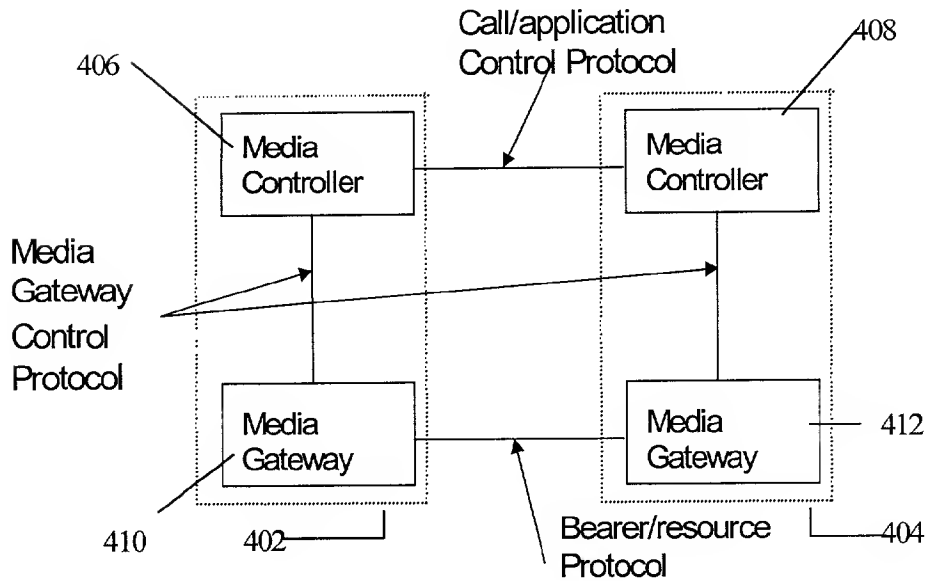 Call/application
Control Protocol
408
406
Media
Controller
Media
Controller
Media
Gateway
Control
Protocol
Media
Gateway
Media
Gateway
412
410
402
Bearer/resource
Protocol
404